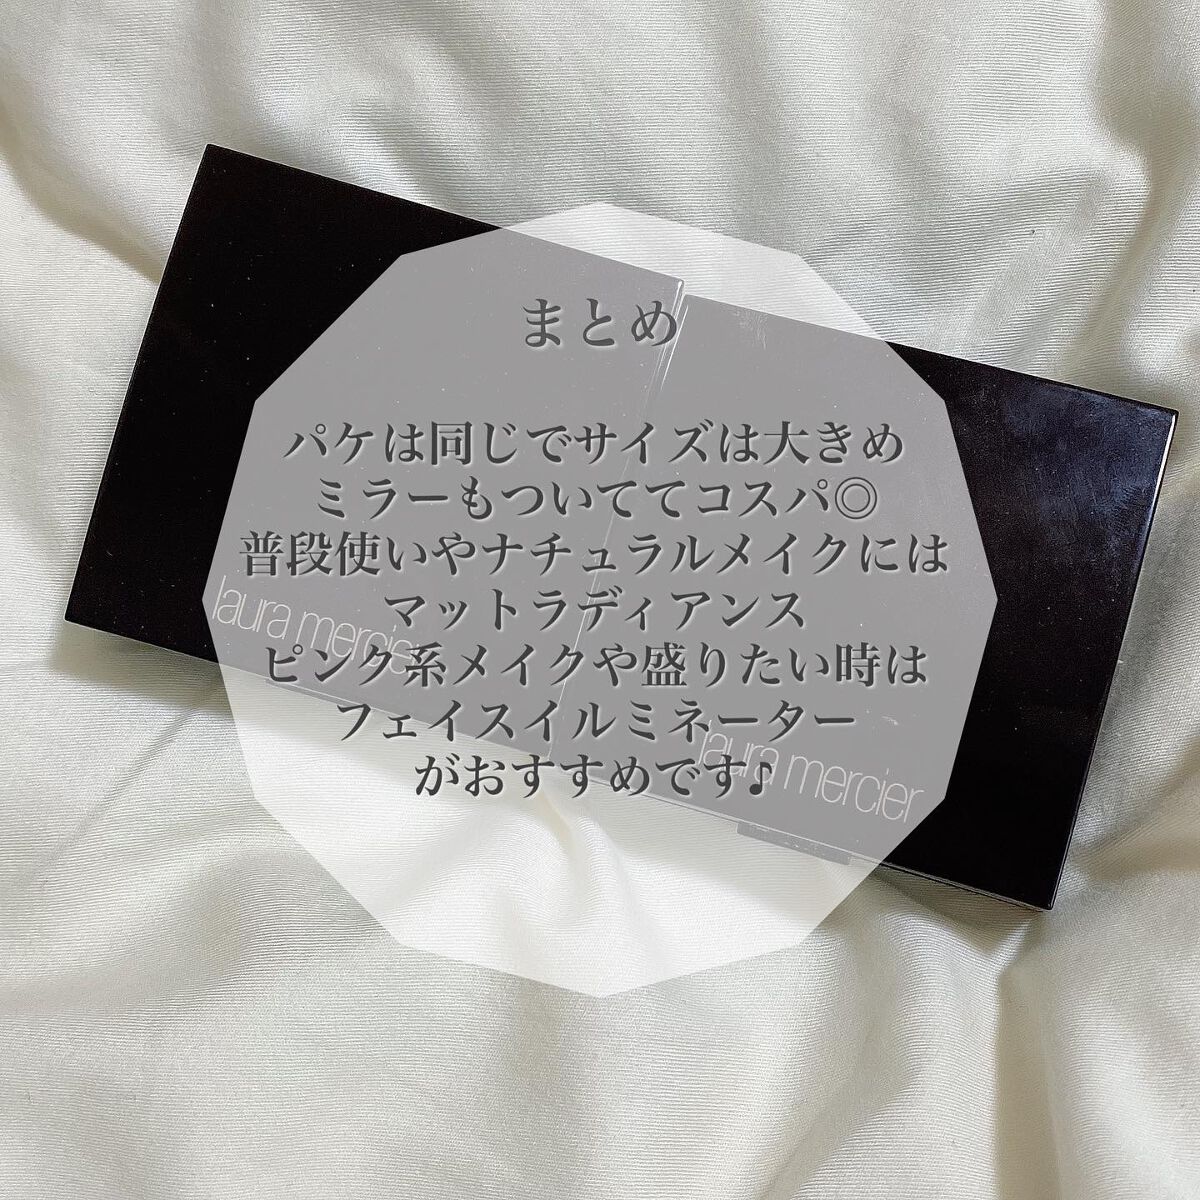 まとめ
パケは同じでサイズは大きめ
ミラーもついててコスパ◎
普段使いやナチュラルメイクには
マットラディアンス
ピンク系メイクや盛りたい時は
フェイスイルミネーター
がおすすめです♪
laura mercier
laura mercier